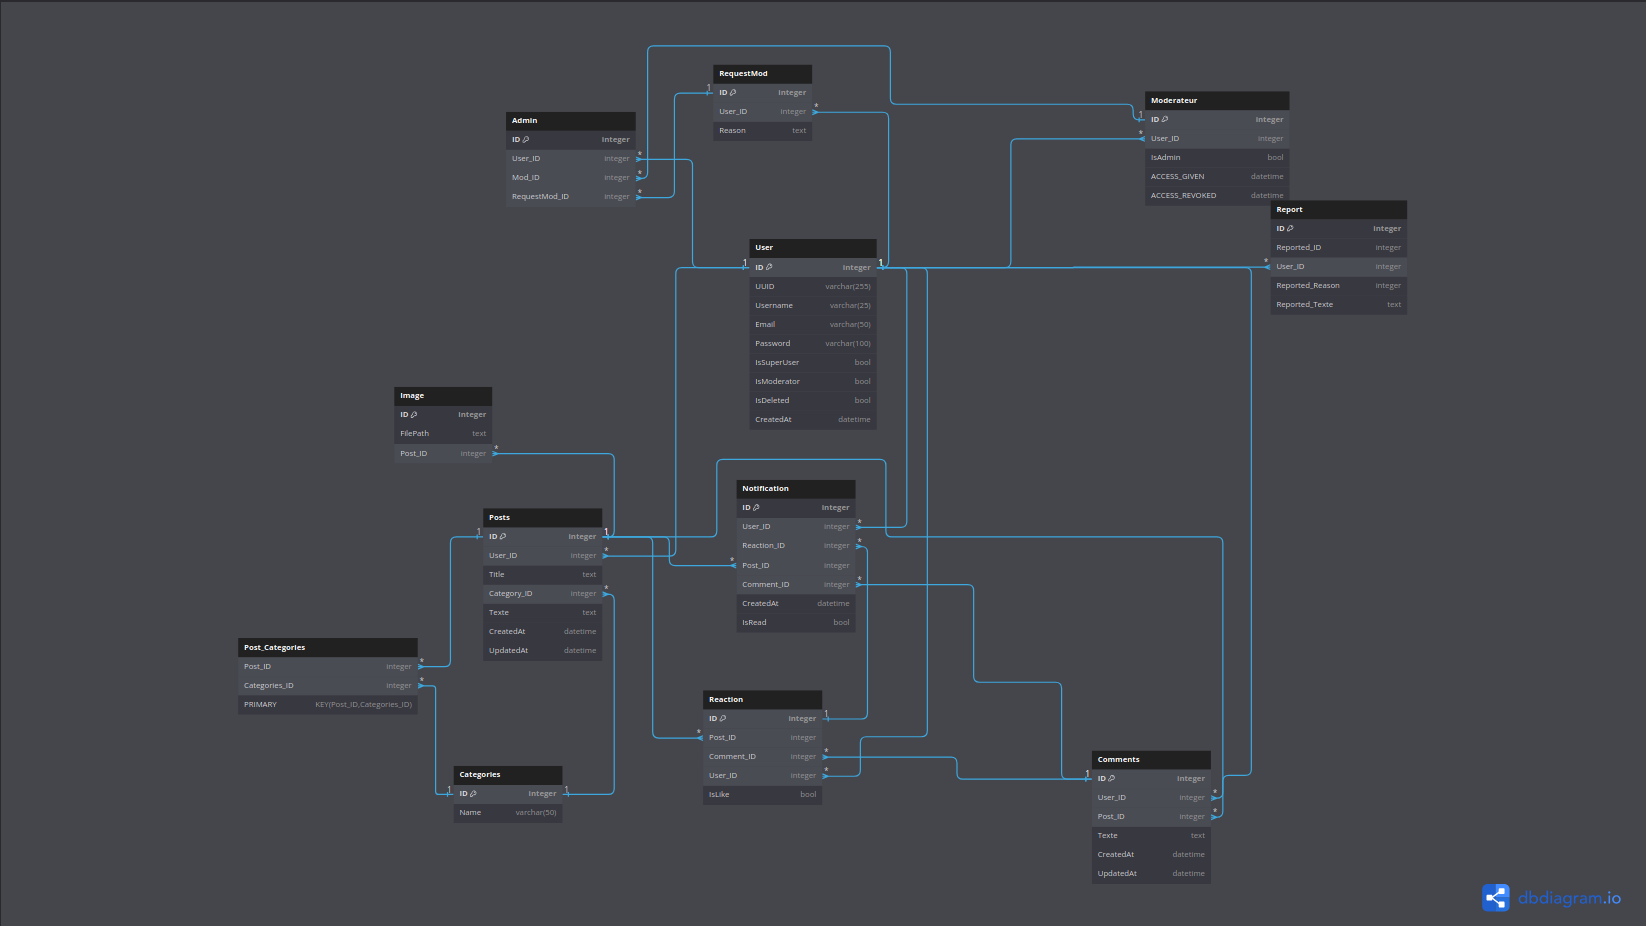 RequestMod
ID integer
User_ID integer
Reason text
Moderateur
ID integer
User_ID integer
IsAdmin bool
ACCESS_GIVEN datetime
ACCESS_REVOKED datetime
Admin
ID integer
User_ID integer
Mod_ID integer
RequestMod_ID integer
Report
ID integer
Reported_ID integer
User_ID integer
Reported_Reason integer
Reported_Texte text
User
ID integer
UUID varchar(255)
Username varchar(25)
Email varchar(50)
Password varchar(100)
IsSuperUser bool
IsModerator bool
IsDeleted bool
CreatedAt datetime
Image
ID integer
FilePath text
Post_ID integer
Notification
ID integer
User_ID integer
Reaction_ID integer
Post_ID integer
Comment_ID integer
CreatedAt datetime
IsRead bool
Posts
ID integer
User_ID integer
Title text
Category_ID integer
Texte text
CreatedAt datetime
UpdatedAt datetime
Post_Categories
Post_ID integer
Categories_ID integer
PRIMARY KEY(Post_ID,Categories_ID)
Reaction
ID integer
Post_ID integer
Comment_ID integer
User_ID integer
IsLike bool
Categories
ID integer
Name varchar(50)
Comments
ID integer
User_ID integer
Post_ID integer
Texte text
CreatedAt datetime
UpdatedAt datetime
dbdiagram.io